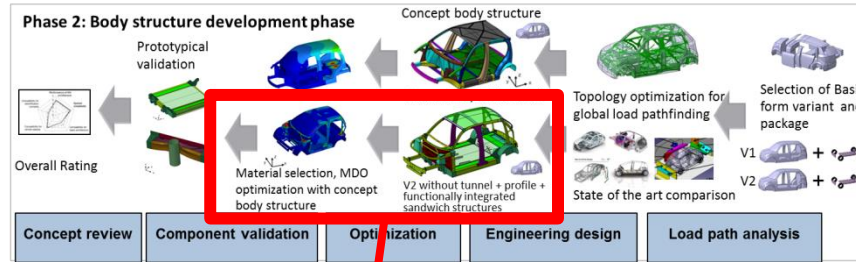 Phase 2: Body structure development phase
Concept body structure
Prototypical
validation
Overall Rating
Material selection, MDO
optimization with concept
body structure
V2 without tunnel + profile +
functionally integrated
sandwich structures
Topology optimization for
global load pathfinding
State of the art comparison
Selection of Basi
form variant and
package
V1
+
V2
+
Concept review
Component validation
Optimization
Engineering design
Load path analysis